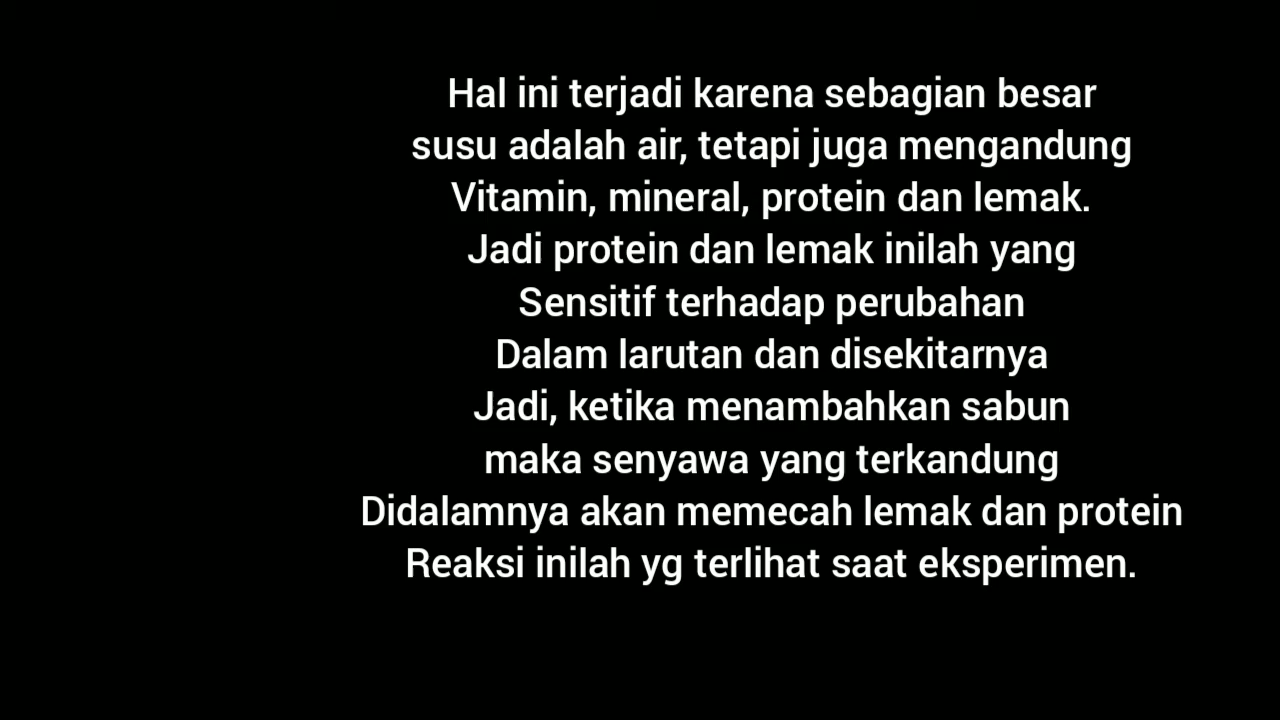 Hal ini terjadi karena sebagian besar
susu adalah air, tetapi juga mengandung
Vitamin, mineral, protein dan lemak.
Jadi protein dan lemak inilah yang
Sensitif terhadap perubahan
Dalam larutan dan disekitarnya
Jadi, ketika menambahkan sabun
maka senyawa yang terkandung
Didalamnya akan memecah lemak dan protein
Reaksi inilah yg terlihat saat eksperimen.